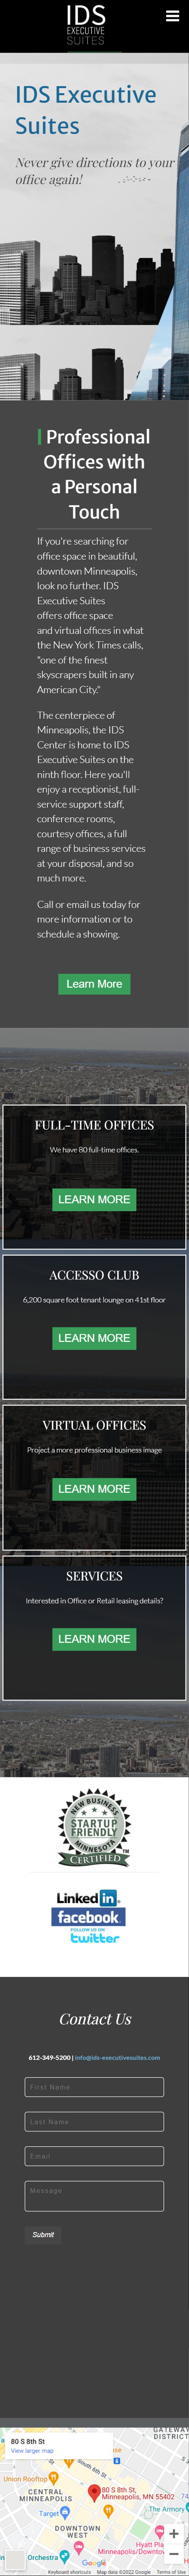 IDS
EXECUTIVE
SUITES
IDS Executive
Suites
Never give directions to your
office again!
Professional
Offices with
a Personal
Touch
If you're searching for
office space in beautiful,
downtown Minneapolis,
look no further. IDS
Executive Suites
offers office space
and virtual offices in what
the New York Times calls,
"one of the finest
skyscrapers built in any
American City."
The centerpiece of
Minneapolis, the IDS
Center is home to IDS
Executive Suites on the
ninth floor. Here you'll
enjoy a receptionist, full-
service support staff,
conference rooms,
courtesy offices, a full
range of business services
at your disposal, and so
much more.
Call or email us today for
more information or to
schedule a showing.
Learn More
FULL-TIME OFFICES
We have 80 full-time offices.
LEARN MORE
ACCESSO CLUB
6,200 square foot tenant lounge on 41st floor
LEARN MORE
VIRTUAL OFFICES
Project a more professional business image
LEARN MORE
SERVICES
Interested in Office or Retail leasing details?
LEARN MORE
NEW BUSINESS
STARTUP
FRIENDLY
MINNESOTA
CERTIFIED
Linked in
facebook
FOLLOW US ON
twitter
Contact Us
612-349-5200 | info@ids-executivesuites.com
First Name
Last Name
Email
Message
Submit
80 S 8th St
View larger map
GATEWAY
DISTRICT
S 4th St
Union Rooftop
CENTRAL
MINNEAPOLIS
80 S 8th St,
Minneapolis, MN 55402
Target
The Armory
DOWNTOWN
WEST
Hyatt Pla
Minneapolis/Downtow
Orchestra
Google
Keyboard shortcuts
Map data ©2022 Google
Terms of Use